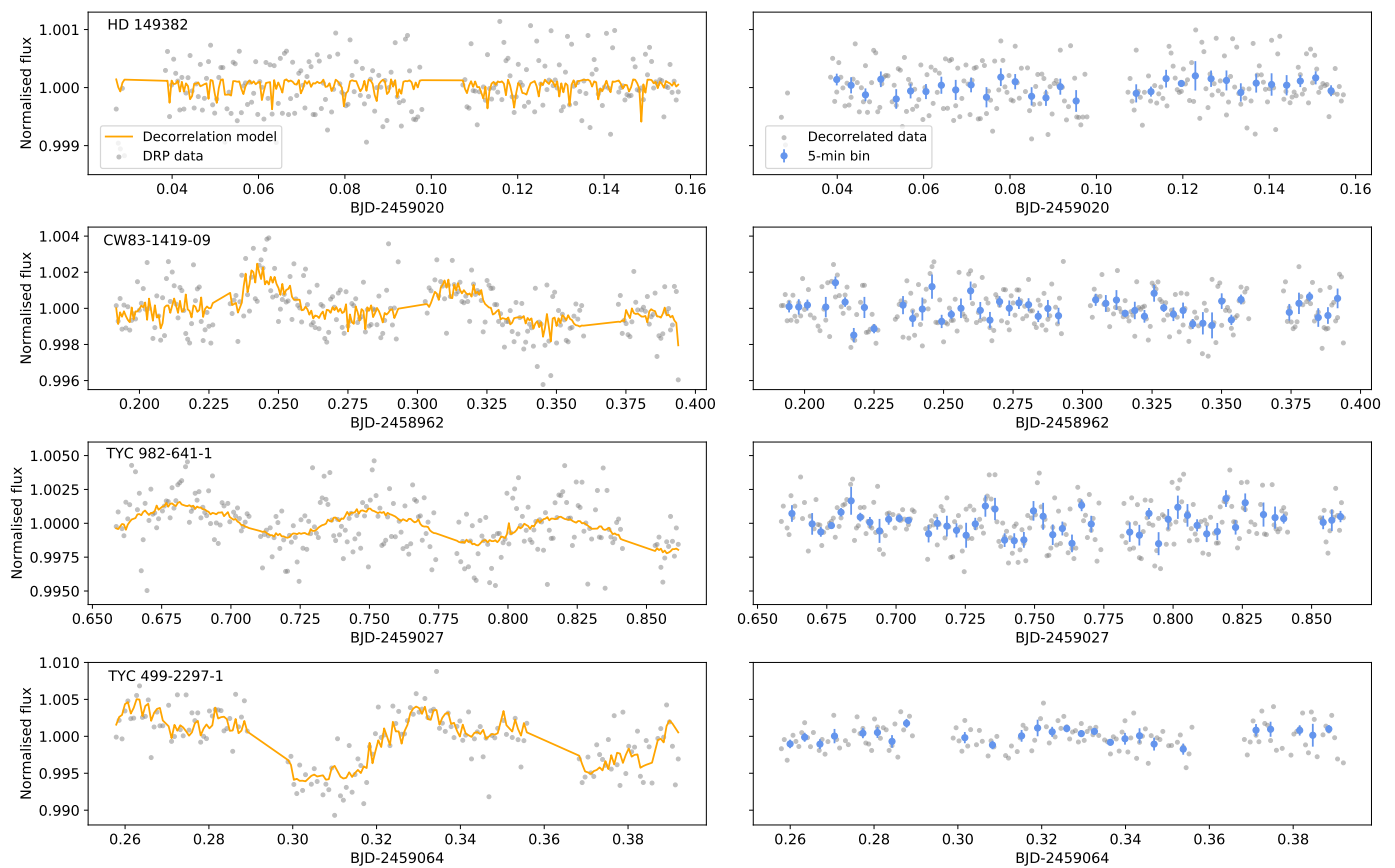 HD 149382
Normalised flux
1.001
1.000
0.999
Decorrelation model
DRP data
0.04 0.06 0.08 0.10 0.12 0.14 0.16
BJD-2459020
Decorrelated data
5-min bin
0.04 0.06 0.08 0.10 0.12 0.14 0.16
BJD-2459020
CW83-1419-09
Normalised flux
1.004
1.002
1.000
0.998
0.996
0.200 0.225 0.250 0.275 0.300 0.325 0.350 0.375 0.400
BJD-2458962
0.200 0.225 0.250 0.275 0.300 0.325 0.350 0.375 0.400
BJD-2458962
TYC 982-641-1
Normalised flux
1.0050
1.0025
1.0000
0.9975
0.9950
0.650 0.675 0.700 0.725 0.750 0.775 0.800 0.825 0.850
BJD-2459027
0.650 0.675 0.700 0.725 0.750 0.775 0.800 0.825 0.850
BJD-2459027
TYC 499-2297-1
Normalised flux
1.010
1.005
1.000
0.995
0.990
0.26 0.28 0.30 0.32 0.34 0.36 0.38
BJD-2459064
0.26 0.28 0.30 0.32 0.34 0.36 0.38
BJD-2459064